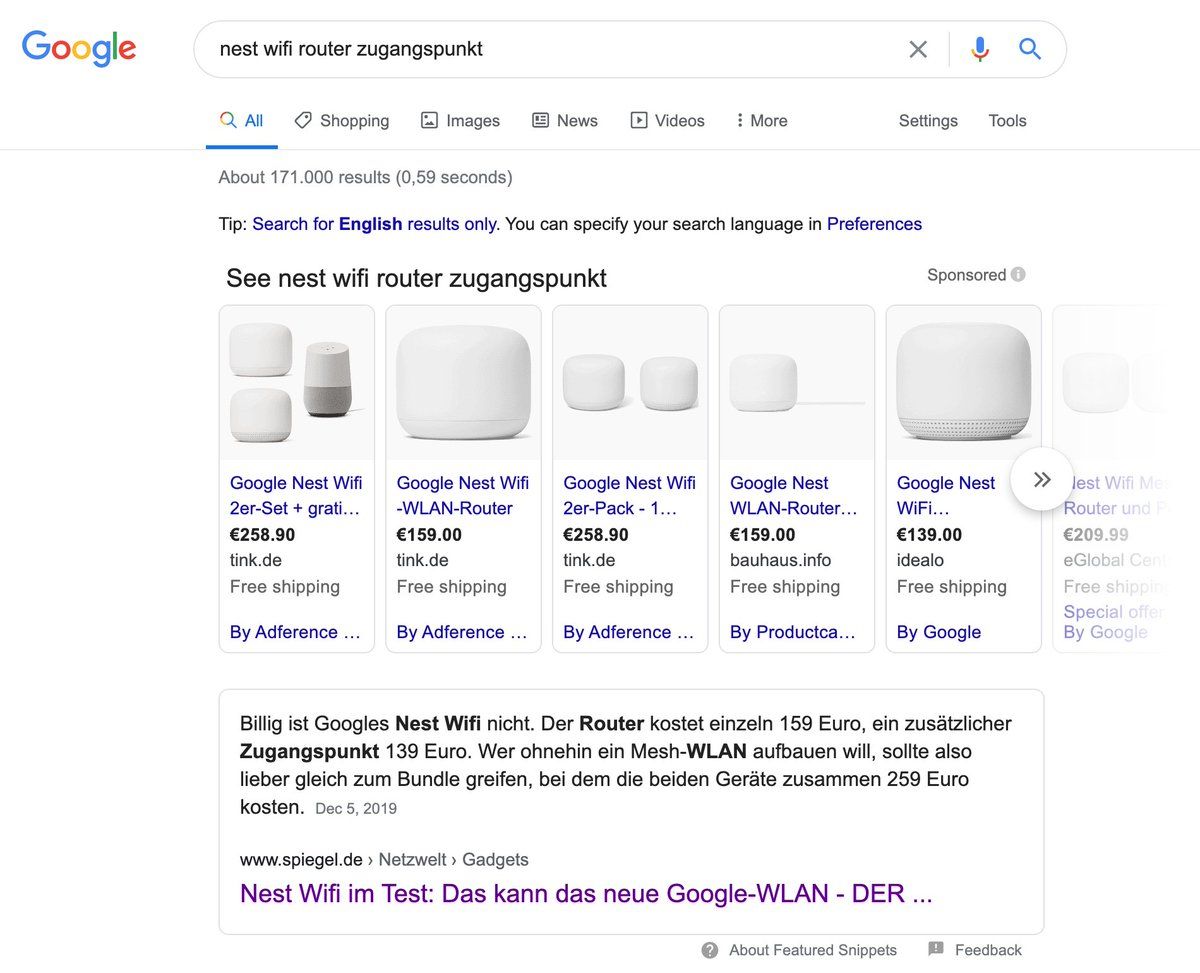 Google
nest wifi router zugangspunkt
All Shopping Images News Videos More Settings Tools
About 171.000 results (0,59 seconds)
Tip: Search for English results only. You can specify your search language in Preferences
See nest wifi router zugangspunkt
Sponsored
Google Nest Wifi
2er-Set + grati…
€258.90
tink.de
Free shipping
By Adference …
Google Nest Wifi
-WLAN-Router
€159.00
tink.de
Free shipping
By Adference …
Google Nest Wifi
2er-Pack - 1…
€258.90
tink.de
Free shipping
By Adference …
Google Nest
WLAN-Router…
€159.00
bauhaus.info
Free shipping
By Productca…
Google Nest
WiFi…
€139.00
idealo
Free shipping
By Google
Nest Wifi
Router und
€209.99
eGlobal
Free shipping
Special offer
By Google
Billig ist Googles Nest Wifi nicht. Der Router kostet einzeln 159 Euro, ein zusätzlicher
Zugangspunkt 139 Euro. Wer ohnehin ein Mesh-WLAN aufbauen will, sollte also
lieber gleich zum Bundle greifen, bei dem die beiden Geräte zusammen 259 Euro
kosten. Dec 5, 2019
www.spiegel.de › Netzwelt › Gadgets
Nest Wifi im Test: Das kann das neue Google-WLAN - DER ...
About Featured Snippets Feedback